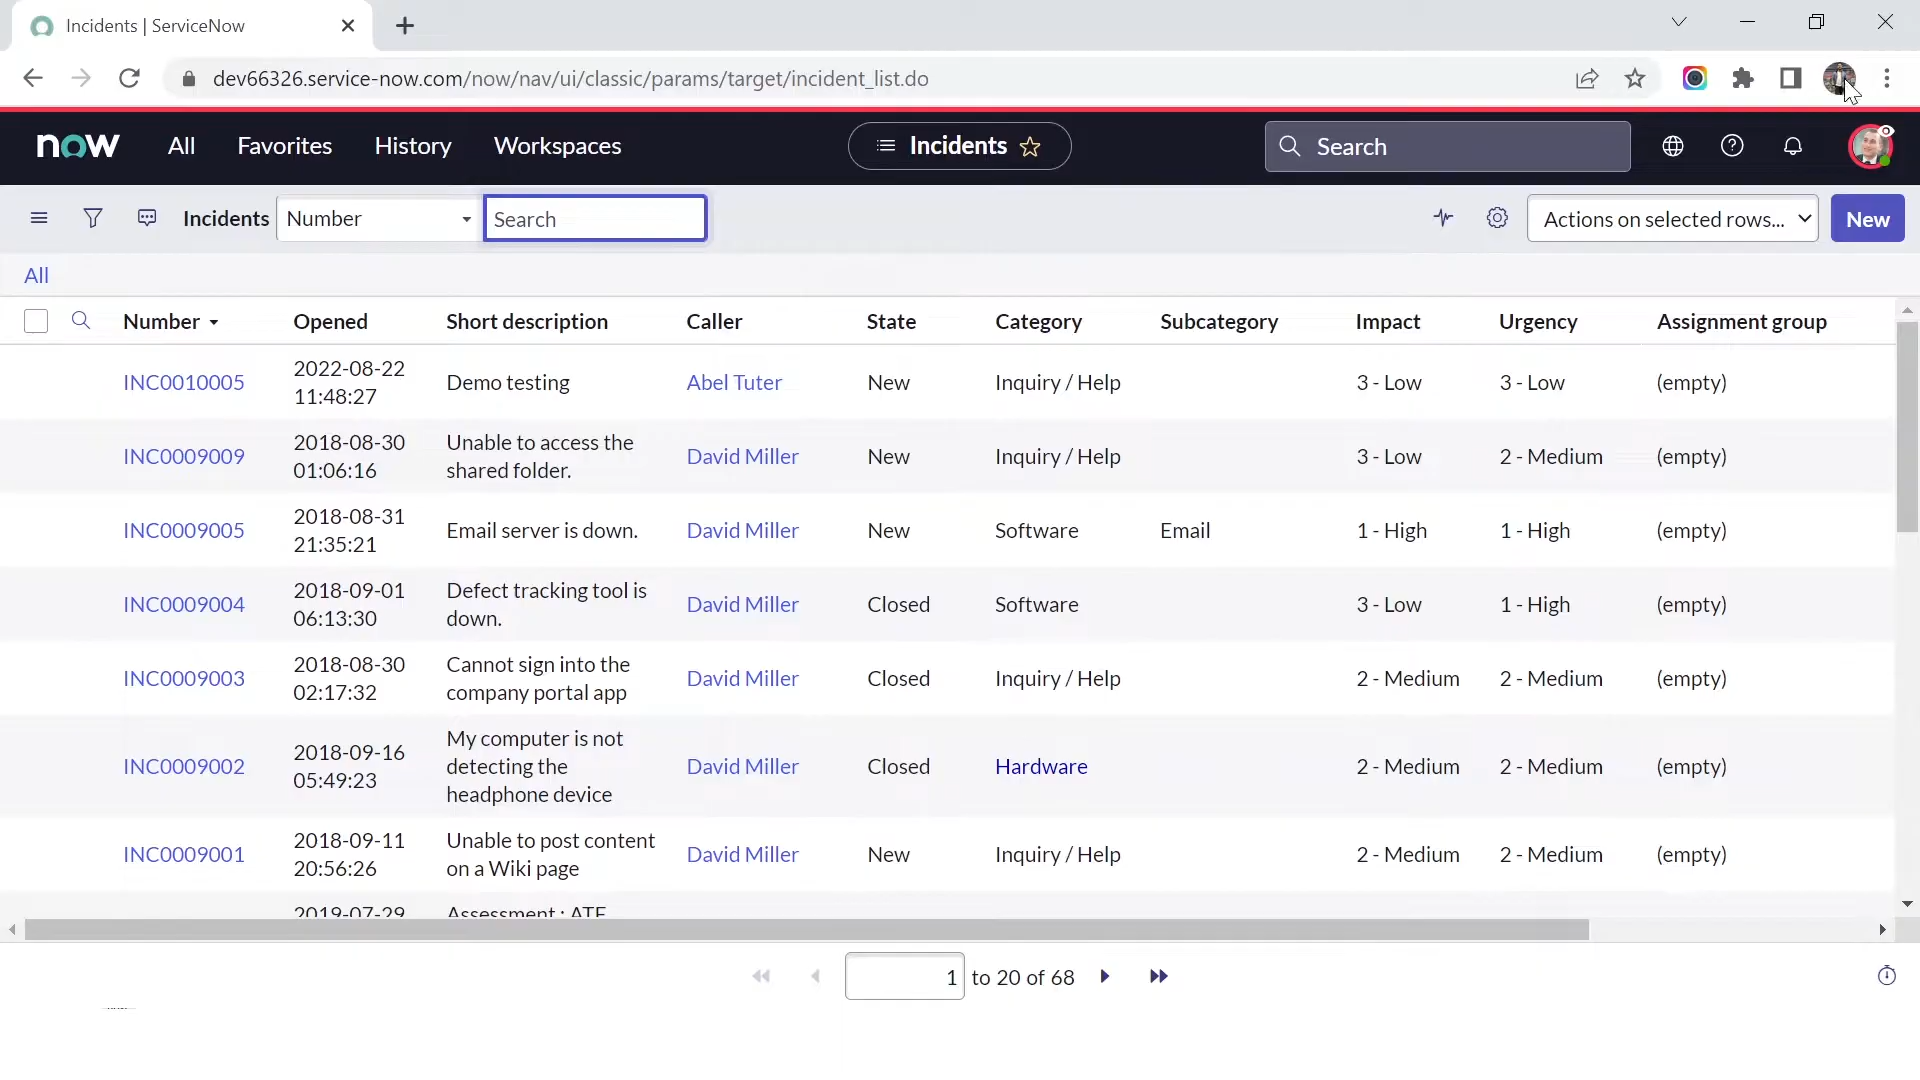 Incidents | ServiceNow
dev66326.service-now.com/now/nav/ui/classic/params/target/incident_list.do
now All Favorites History Workspaces Incidents Search
Incidents Number Search Actions on selected rows... New
All
Number Opened Short description Caller State Category Subcategory Impact Urgency Assignment group
INC0010005 2022-08-22 11:48:27 Demo testing Abel Tuter New Inquiry / Help 3 - Low 3 - Low (empty)
INC0009009 2018-08-30 01:06:16 Unable to access the shared folder. David Miller New Inquiry / Help 3 - Low 2 - Medium (empty)
INC0009005 2018-08-31 21:35:21 Email server is down. David Miller New Software Email 1 - High 1 - High (empty)
INC0009004 2018-09-01 06:13:30 Defect tracking tool is down. David Miller Closed Software 3 - Low 1 - High (empty)
INC0009003 2018-08-30 02:17:32 Cannot sign into the company portal app David Miller Closed Inquiry / Help 2 - Medium 2 - Medium (empty)
INC0009002 2018-09-16 05:49:23 My computer is not detecting the headphone device David Miller Closed Hardware 2 - Medium 2 - Medium (empty)
INC0009001 2018-09-11 20:56:26 Unable to post content on a Wiki page David Miller New Inquiry / Help 2 - Medium 2 - Medium (empty)
2019-07-29 Assessment : ATF
1 to 20 of 68